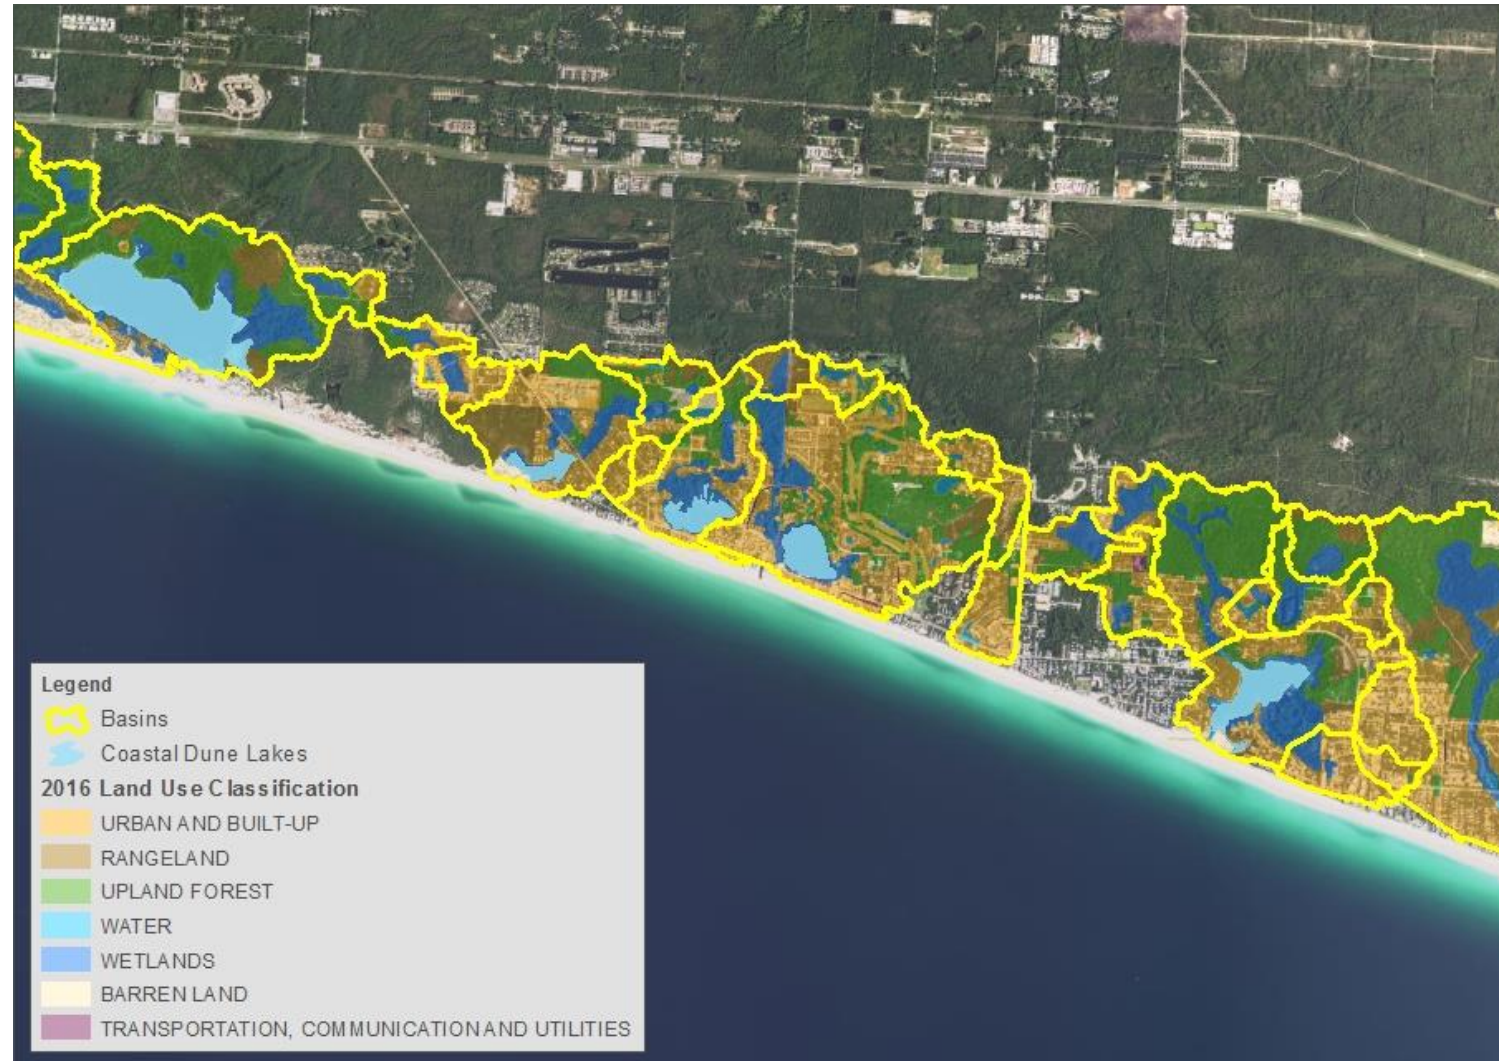 Legend
Basins
Coastal Dune Lakes
2016 Land Use Classification
URBAN AND BUILT-UP
RANGELAND
UPLAND FOREST
WATER
WETLANDS
BARREN LAND
TRANSPORTATION, COMMUNICATION AND UTILITIES